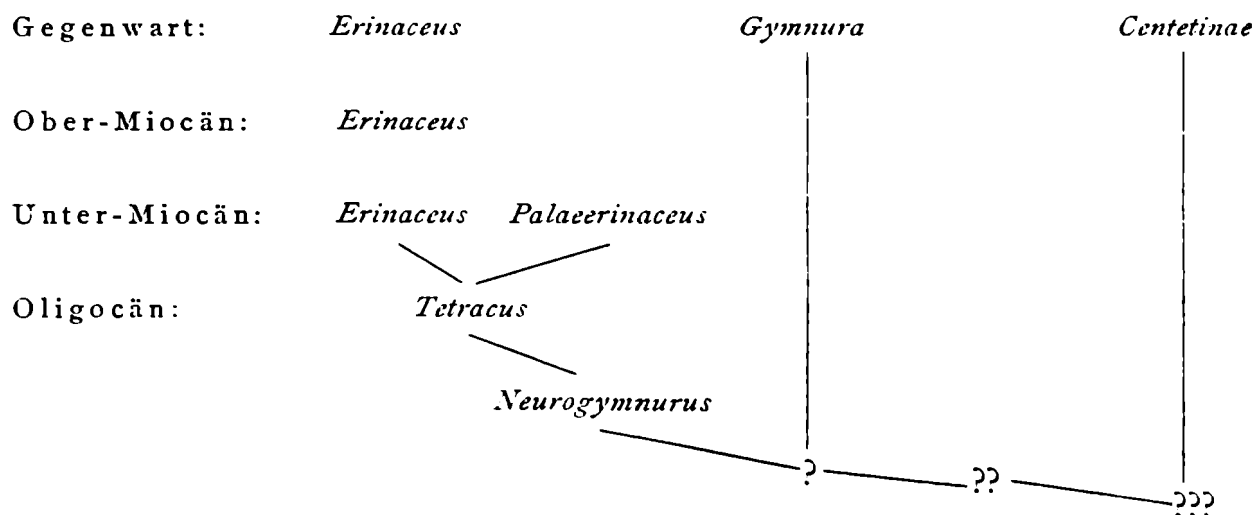 Gegenwart: Erinaceus Gymnura Centetinae
Ober-Miocän: Erinaceus
Unter-Miocän: Erinaceus Palaeerinaceus
Oligocän: Tetracus
Neurogymnurus
? ?? ???